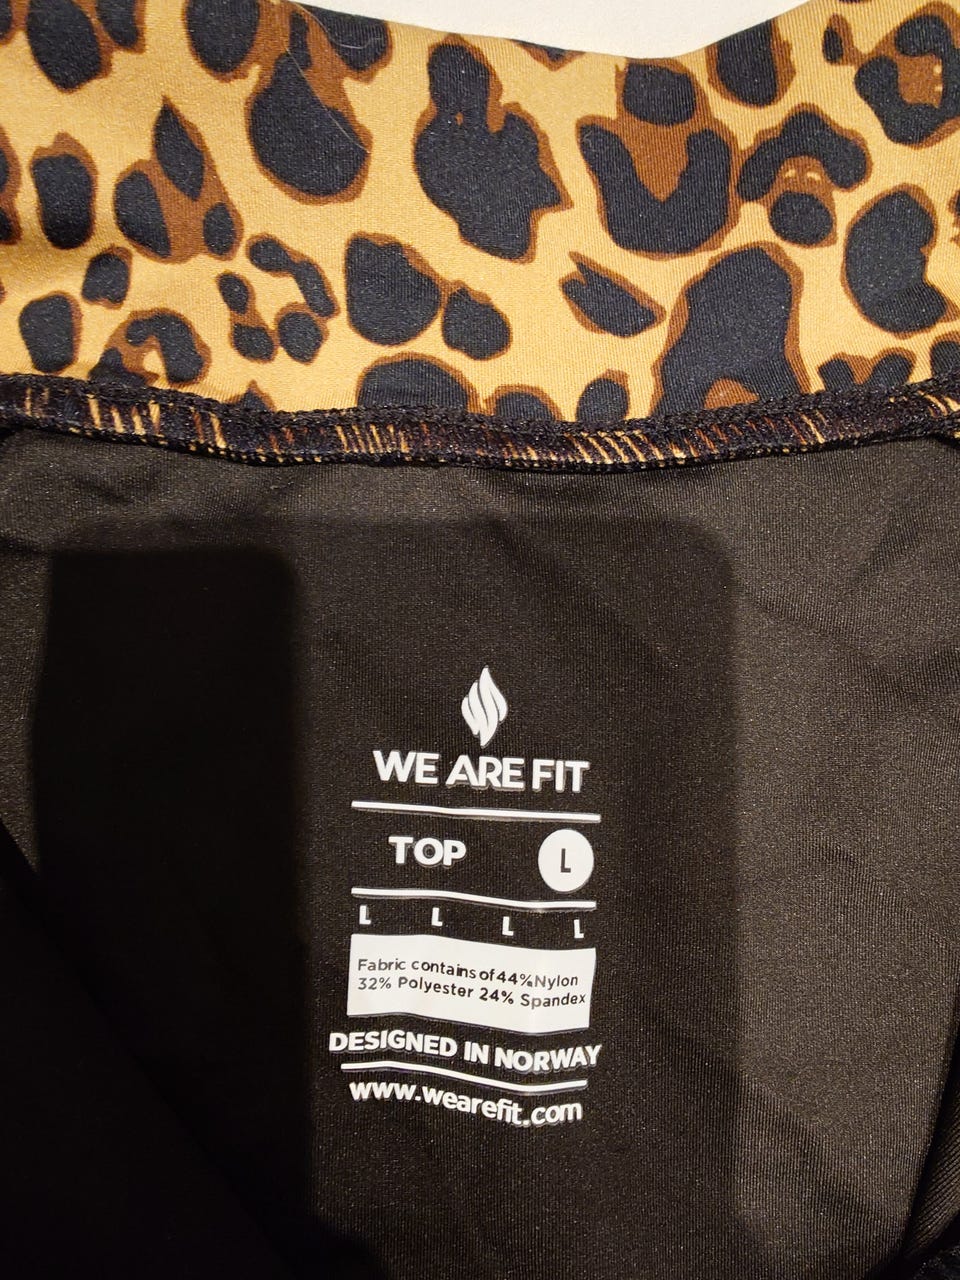 WE ARE FIT
TOP L
L L L L
Fabric contains of 44% Nylon
32% Polyester 24% Spandex
DESIGNED IN NORWAY
www.wearefit.com